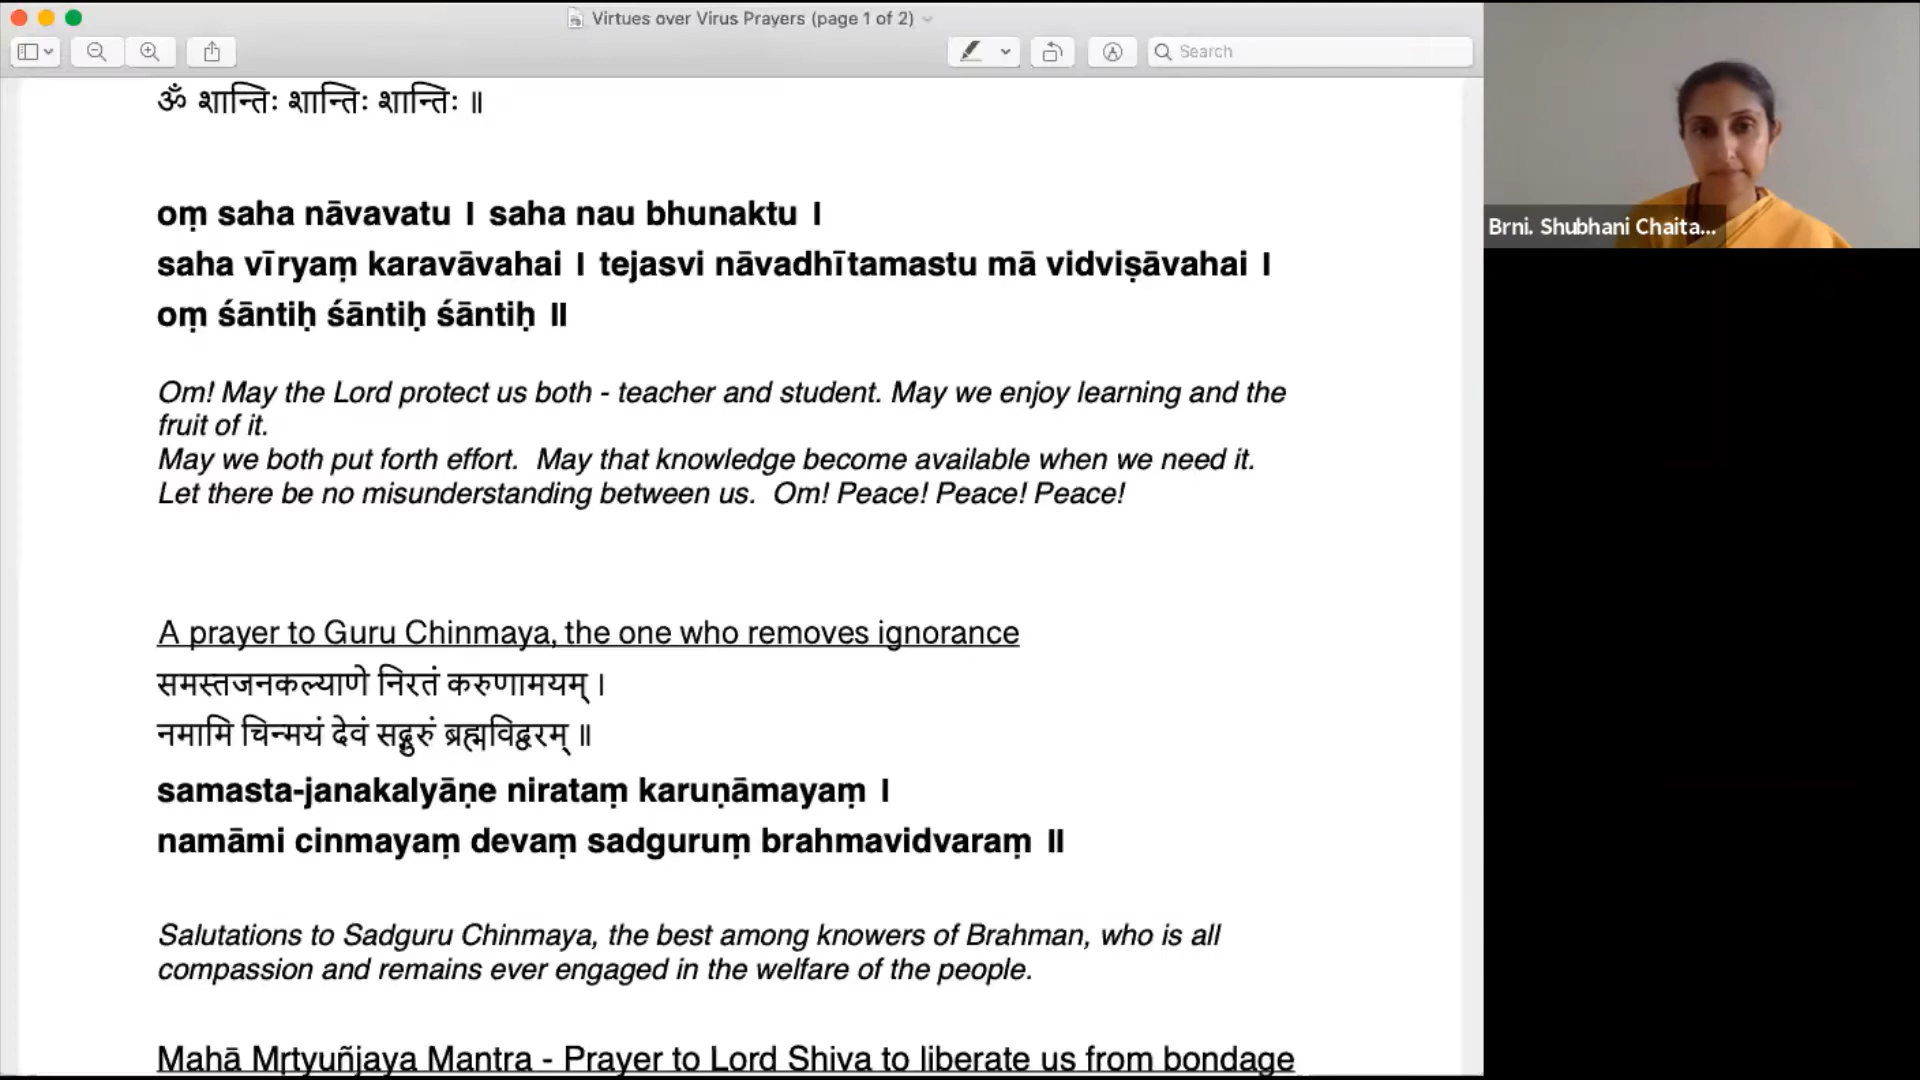 Virtues over Virus Prayers (page 1 of 2)
Search
ॐ शान्तिः शान्तिः शान्तिः ॥
oṃ saha nāvavatu । saha nau bhunaktu ।
saha vīryaṃ karavāvahai । tejasvi nāvadhītamastu mā vidviṣāvahai ।
oṃ śāntiḥ śāntiḥ śāntiḥ ॥
Om! May the Lord protect us both - teacher and student. May we enjoy learning and the
fruit of it.
May we both put forth effort.  May that knowledge become available when we need it.
Let there be no misunderstanding between us.  Om! Peace! Peace! Peace!
A prayer to Guru Chinmaya, the one who removes ignorance
समस्तजनकल्याणे निरतं करुणामयम् ।
नमामि चिन्मयं देवं सद्गुरुं ब्रह्मविद्वरम् ॥
samasta-janakalyāṇe nirataṃ karuṇāmayaṃ ।
namāmi cinmayaṃ devaṃ sadguruṃ brahmavidvaraṃ ॥
Salutations to Sadguru Chinmaya, the best among knowers of Brahman, who is all
compassion and remains ever engaged in the welfare of the people.
Mahā Mṛtyuñjaya Mantra - Prayer to Lord Shiva to liberate us from bondage
Brni. Shubhani Chaita...